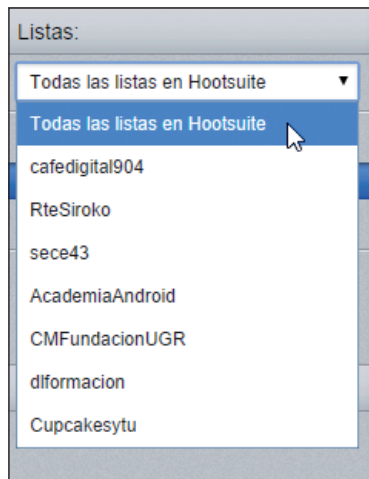 Listas:
Todas las listas en Hootsuite
Todas las listas en Hootsuite
cafedigital904
RteSiroko
sece43
AcademiaAndroid
CMFundacionUGR
dlformacion
Cupcakesytu